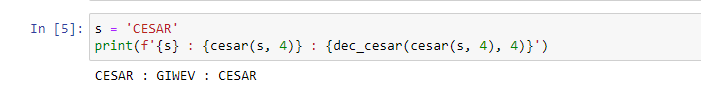 In [5]: s = 'CESAR'
print(f'{s} : {cesar(s, 4)} : {dec_cesar(cesar(s, 4), 4)}')
CESAR : GIWEV : CESAR